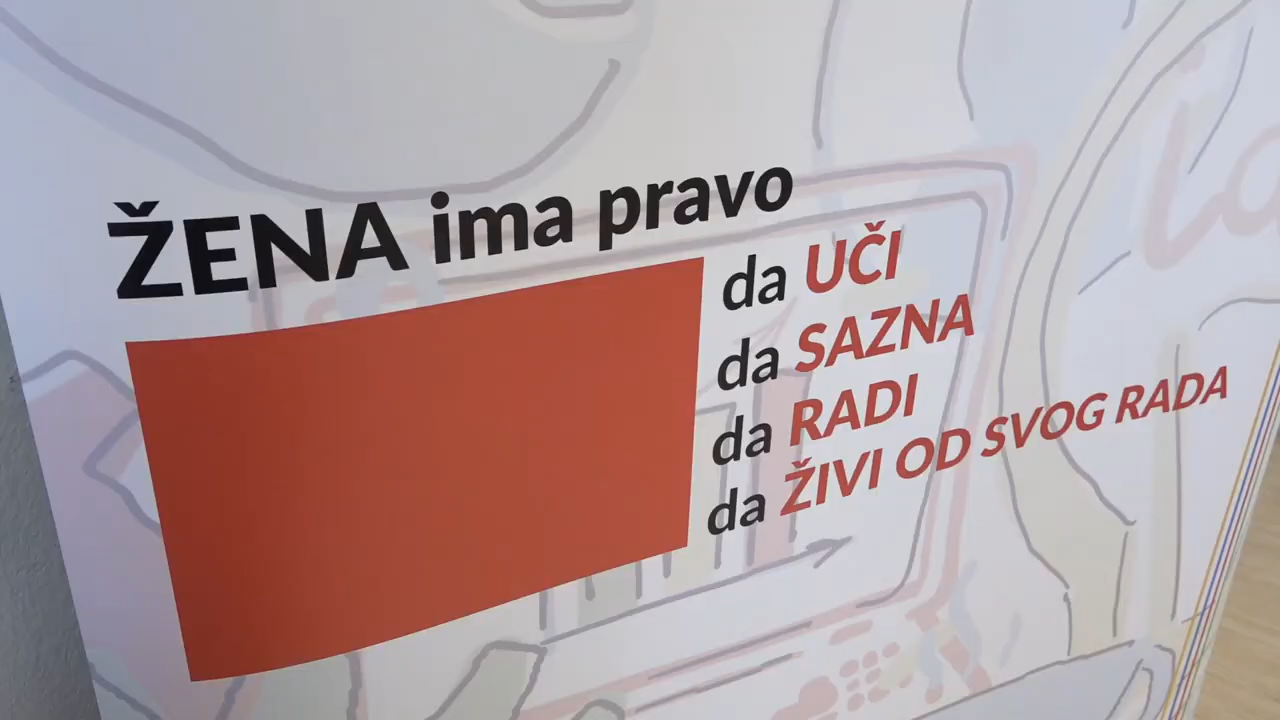 ŽENA ima pravo
da UČI
da SAZNA
da RADI
da ŽIVI OD SVOG RADA